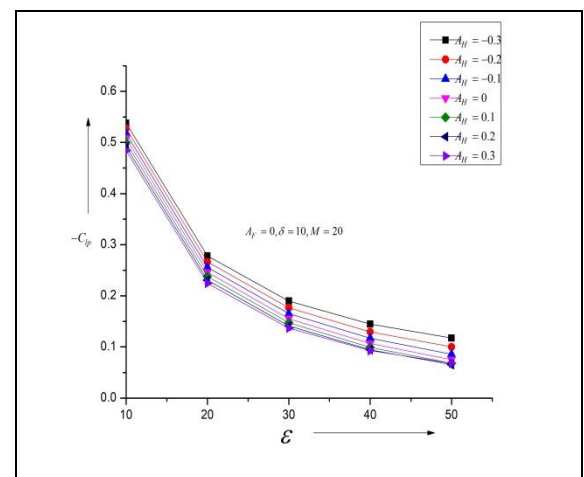 A_H = −0.3
A_H = −0.2
A_H = −0.1
A_H = 0
A_H = 0.1
A_H = 0.2
A_H = 0.3
0.6
0.5
0.4
0.3
0.2
0.1
0.0
−C_lp
A_F = 0, δ = 10, M = 20
10 20 30 40 50
ε